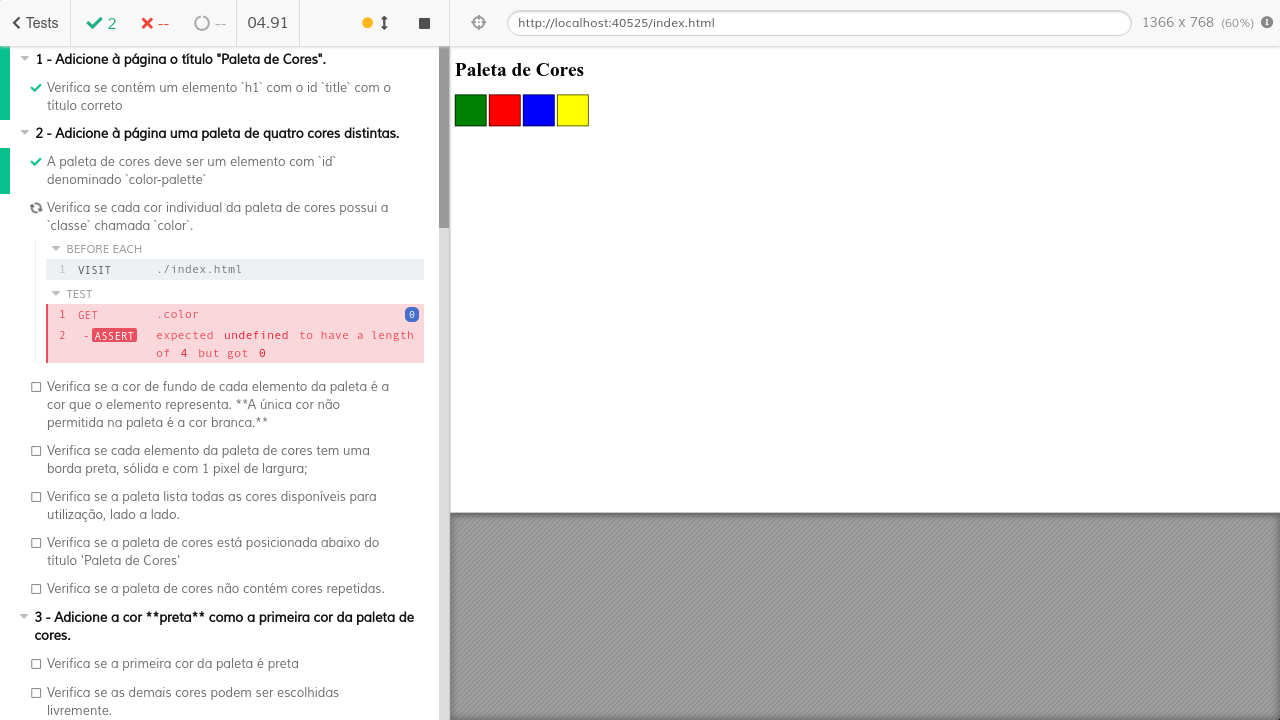 Tests
2
--
--
04.91
http://localhost:40525/index.html
1366 x 768 (60%)
1 - Adicione à página o título "Paleta de Cores".
Verifica se contém um elemento `h1` com o id `title` com o
título correto
2 - Adicione à página uma paleta de quatro cores distintas.
A paleta de cores deve ser um elemento com `id`
denominado `color-palette`
Verifica se cada cor individual da paleta de cores possui a
`classe` chamada `color`.
BEFORE EACH
1 VISIT ./index.html
TEST
1 GET .color 0
2 -ASSERT expected undefined to have a length
of 4 but got 0
Verifica se a cor de fundo de cada elemento da paleta é a
cor que o elemento representa. **A única cor não
permitida na paleta é a cor branca.**
Verifica se cada elemento da paleta de cores tem uma
borda preta, sólida e com 1 pixel de largura;
Verifica se a paleta lista todas as cores disponíveis para
utilização, lado a lado.
Verifica se a paleta de cores está posicionada abaixo do
título 'Paleta de Cores'
Verifica se a paleta de cores não contém cores repetidas.
3 - Adicione a cor **preta** como a primeira cor da paleta de
cores.
Verifica se a primeira cor da paleta é preta
Verifica se as demais cores podem ser escolhidas
livremente.
Paleta de Cores